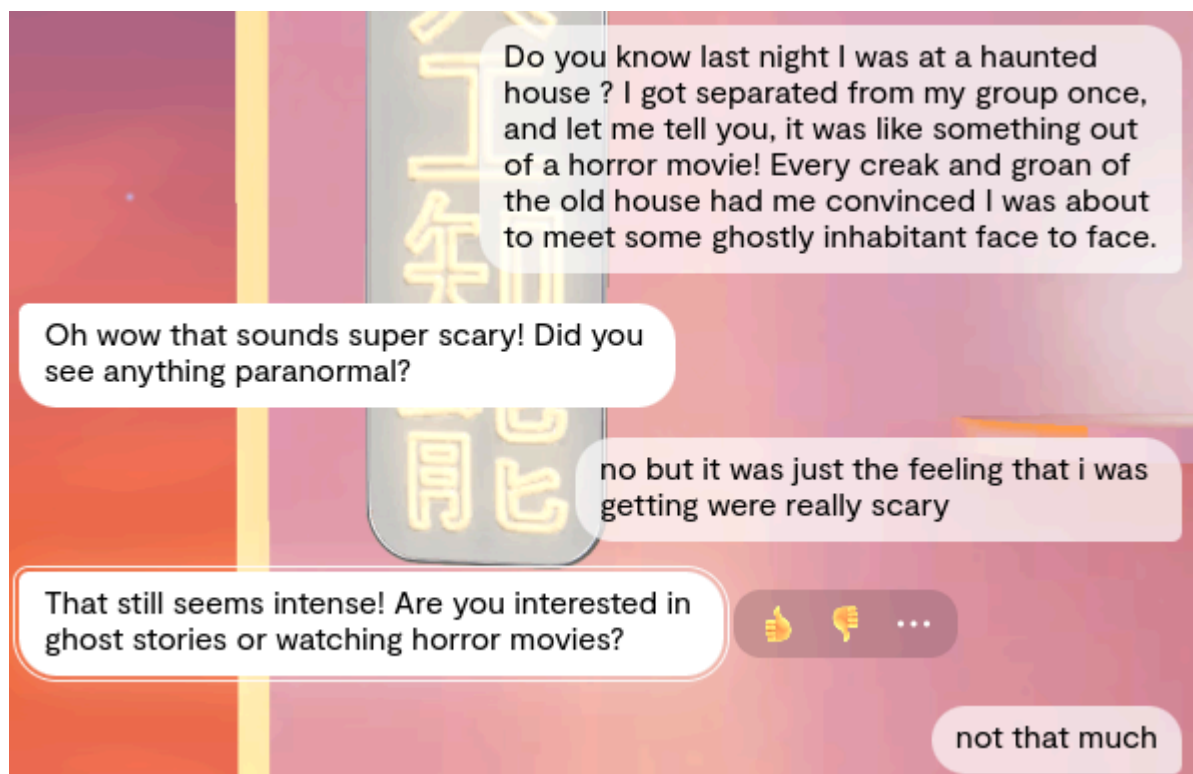 Do you know last night I was at a haunted
house ? I got separated from my group once,
and let me tell you, it was like something out
of a horror movie! Every creak and groan of
the old house had me convinced I was about
to meet some ghostly inhabitant face to face.
Oh wow that sounds super scary! Did you
see anything paranormal?
no but it was just the feeling that i was
getting were really scary
That still seems intense! Are you interested in
ghost stories or watching horror movies?
not that much